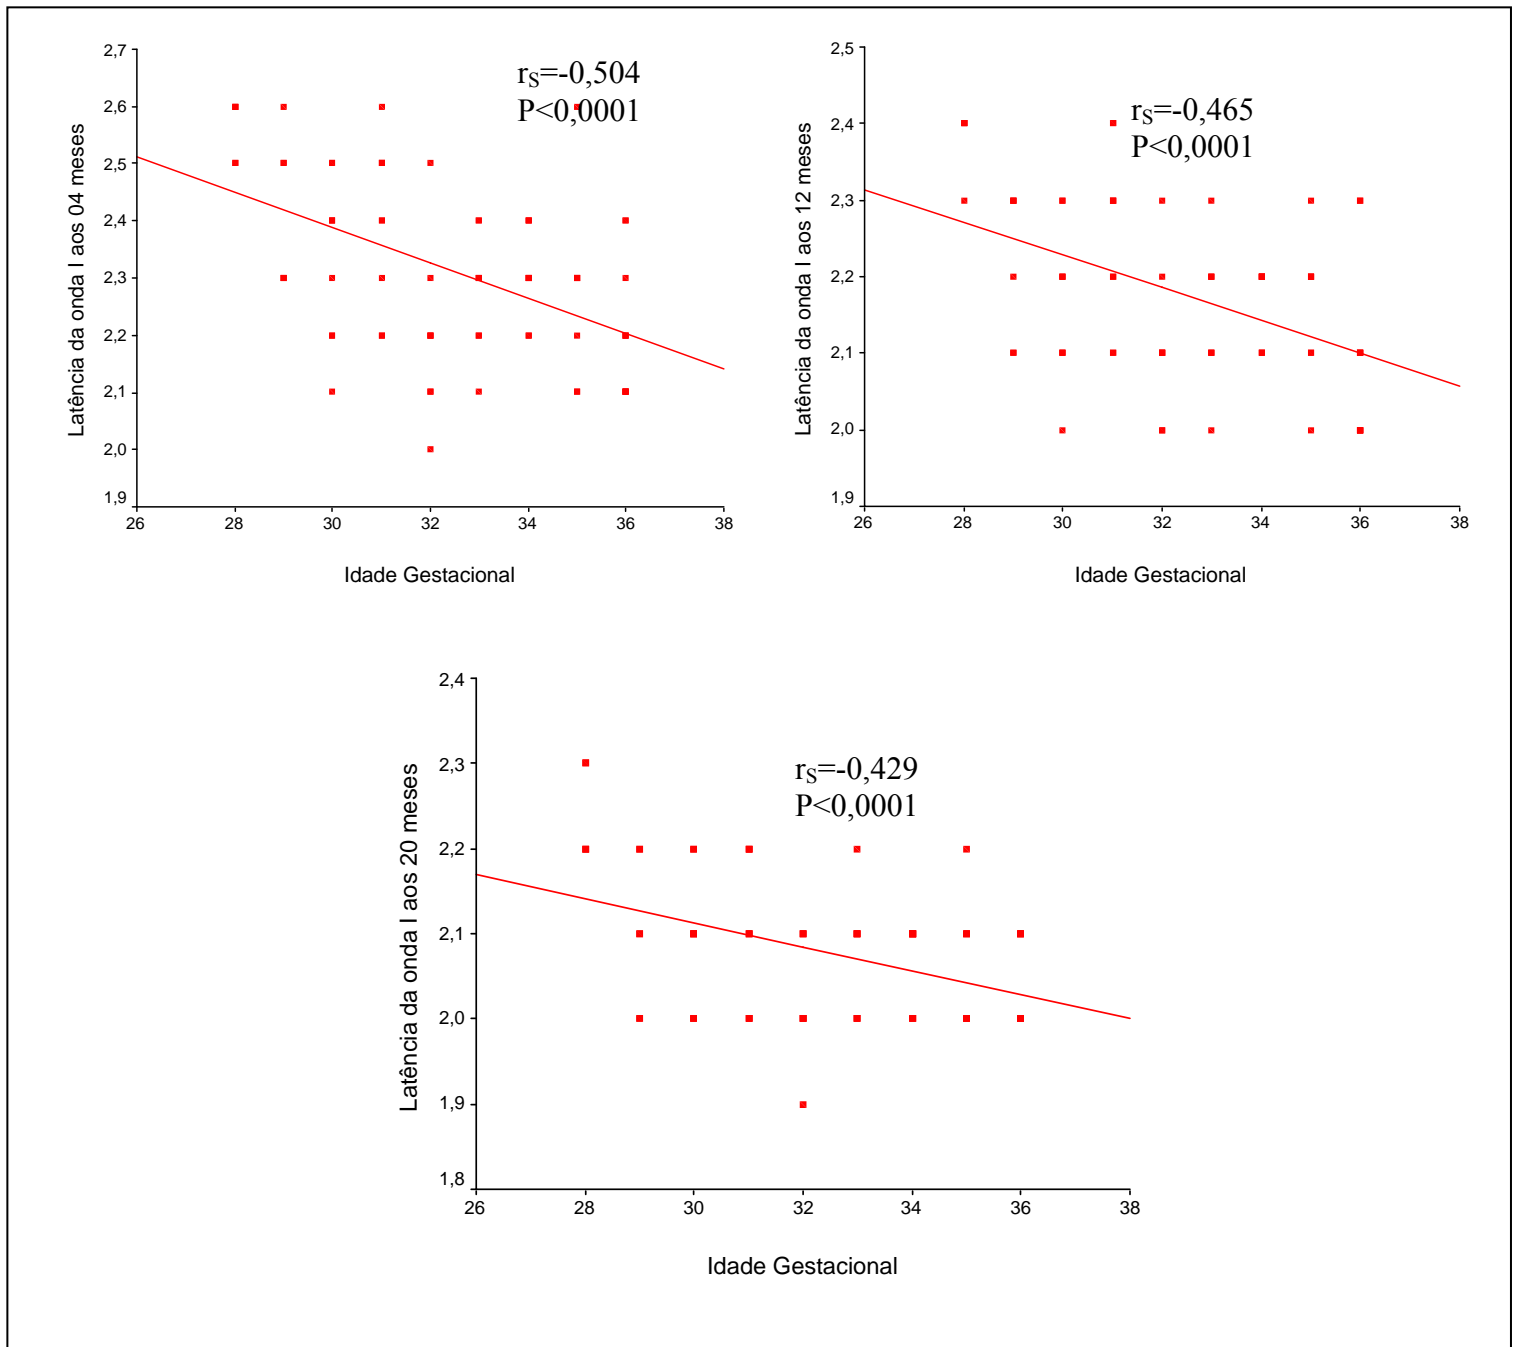 2,7
2,6
2,5
2,4
2,3
2,2
2,1
2,0
1,9
Latência da onda I aos 04 meses
rS=-0,504
P<0,0001
26 28 30 32 34 36 38
Idade Gestacional
2,5
2,4
2,3
2,2
2,1
2,0
1,9
Latência da onda I aos 12 meses
rS=-0,465
P<0,0001
26 28 30 32 34 36 38
Idade Gestacional
2,4
2,3
2,2
2,1
2,0
1,9
1,8
Latência da onda I aos 20 meses
rS=-0,429
P<0,0001
26 28 30 32 34 36 38
Idade Gestacional